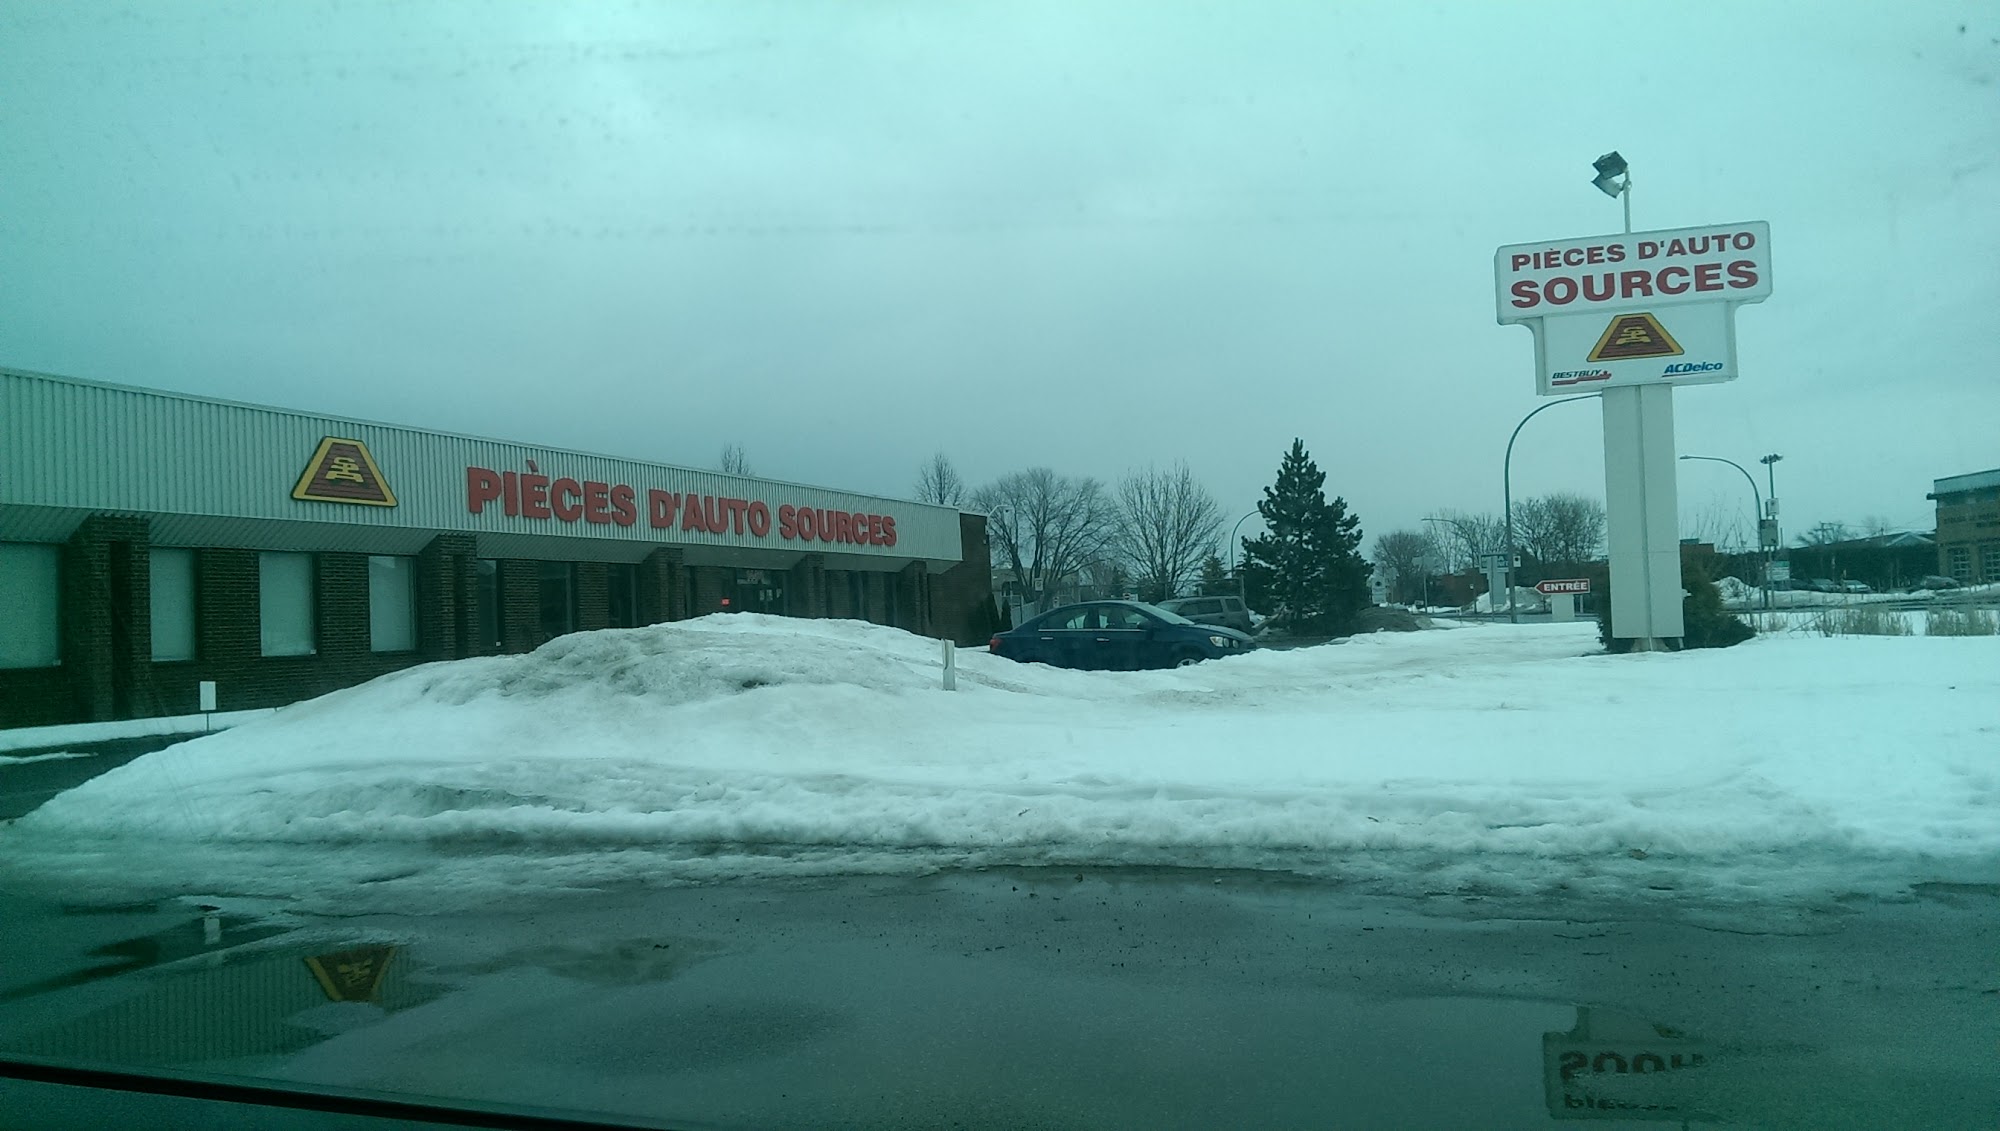 PIÈCES D'AUTO SOURCES
PIÈCES D'AUTO
SOURCES
BESTBUY
ACDelco
ENTRÉE